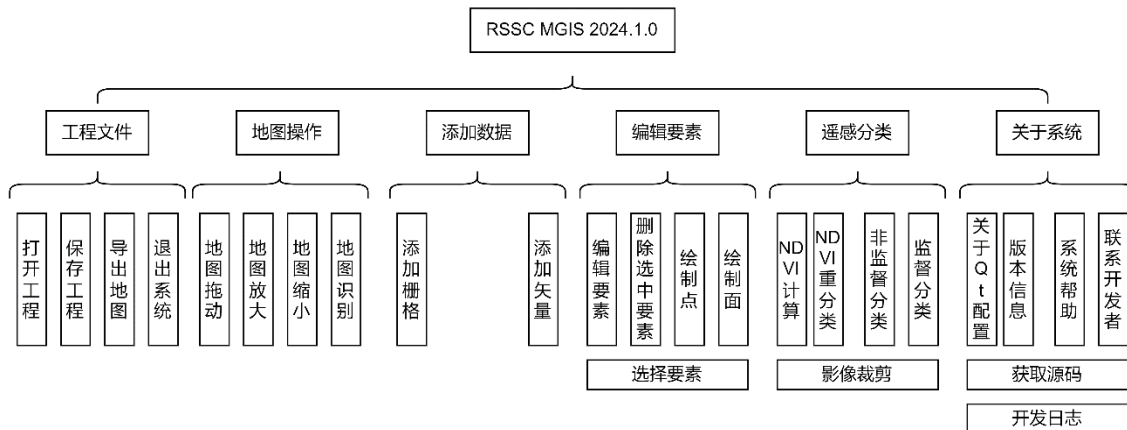 RSSC MGIS 2024.1.0
工程文件
地图操作
添加数据
编辑要素
遥感分类
关于系统
打开工程
保存工程
导出地图
退出系统
地图拖动
地图放大
地图缩小
地图识别
添加栅格
添加矢量
编辑要素
删除选中要素
绘制点
绘制面
NDVI计算
NDVI重分类
非监督分类
监督分类
关于Qt配置
版本信息
系统帮助
联系开发者
选择要素
影像裁剪
获取源码
开发日志